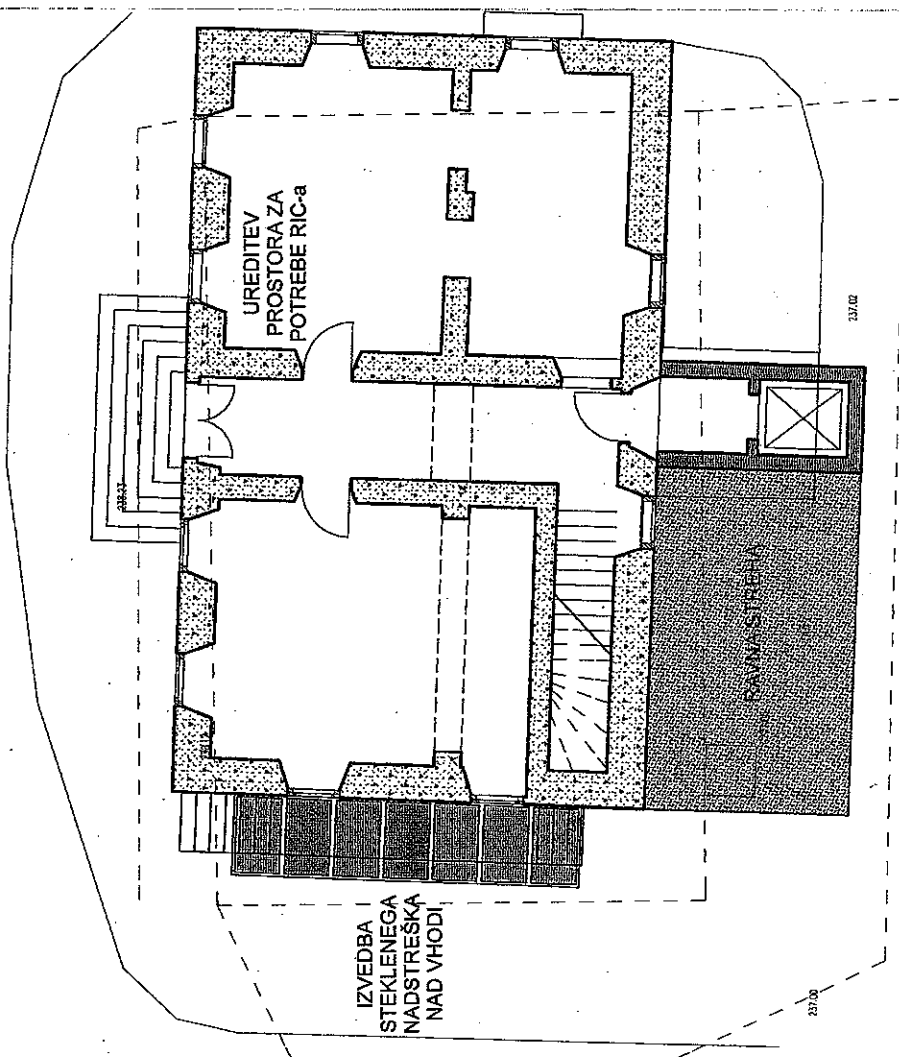 UREDITEV
PROSTORA ZA
POTREBE RIC-a
237.02
RAVNA STREHA
IZVEDBA
STEKLENEGA
NADSTREŠKA
NAD VHODI
237.00